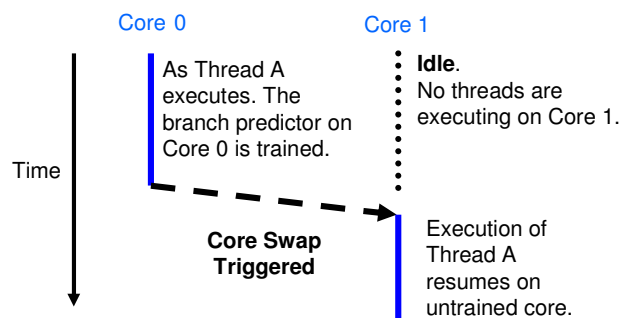 Core 0
Core 1
As Thread A
executes. The
branch predictor on
Core 0 is trained.
Idle.
No threads are
executing on Core 1.
Time
Core Swap
Triggered
Execution of
Thread A
resumes on
untrained core.